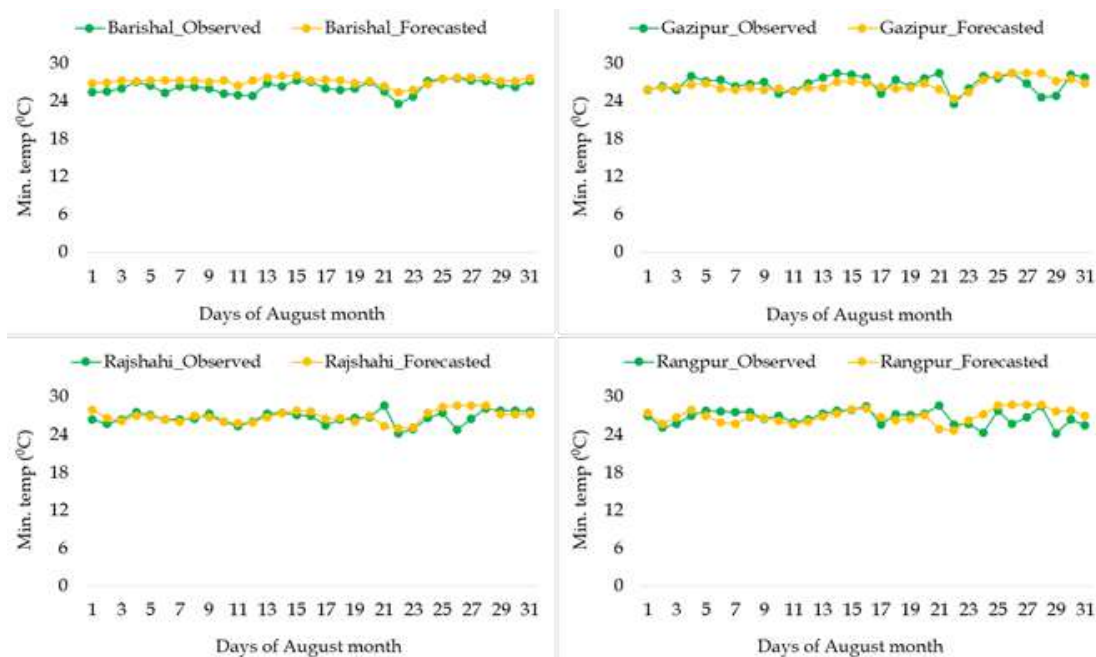 Barishal_Observed Barishal_Forecasted
Min. temp (⁰C)
30
24
18
12
6
0
1 3 5 7 9 11 13 15 17 19 21 23 25 27 29 31
Days of August month
Gazipur_Observed Gazipur_Forecasted
Min. temp (⁰C)
30
24
18
12
6
0
1 3 5 7 9 11 13 15 17 19 21 23 25 27 29 31
Days of August month
Rajshahi_Observed Rajshahi_Forecasted
Min. temp (⁰C)
30
24
18
12
6
0
1 3 5 7 9 11 13 15 17 19 21 23 25 27 29 31
Days of August month
Rangpur_Observed Rangpur_Forecasted
Min. temp (⁰C)
30
24
18
12
6
0
1 3 5 7 9 11 13 15 17 19 21 23 25 27 29 31
Days of August month